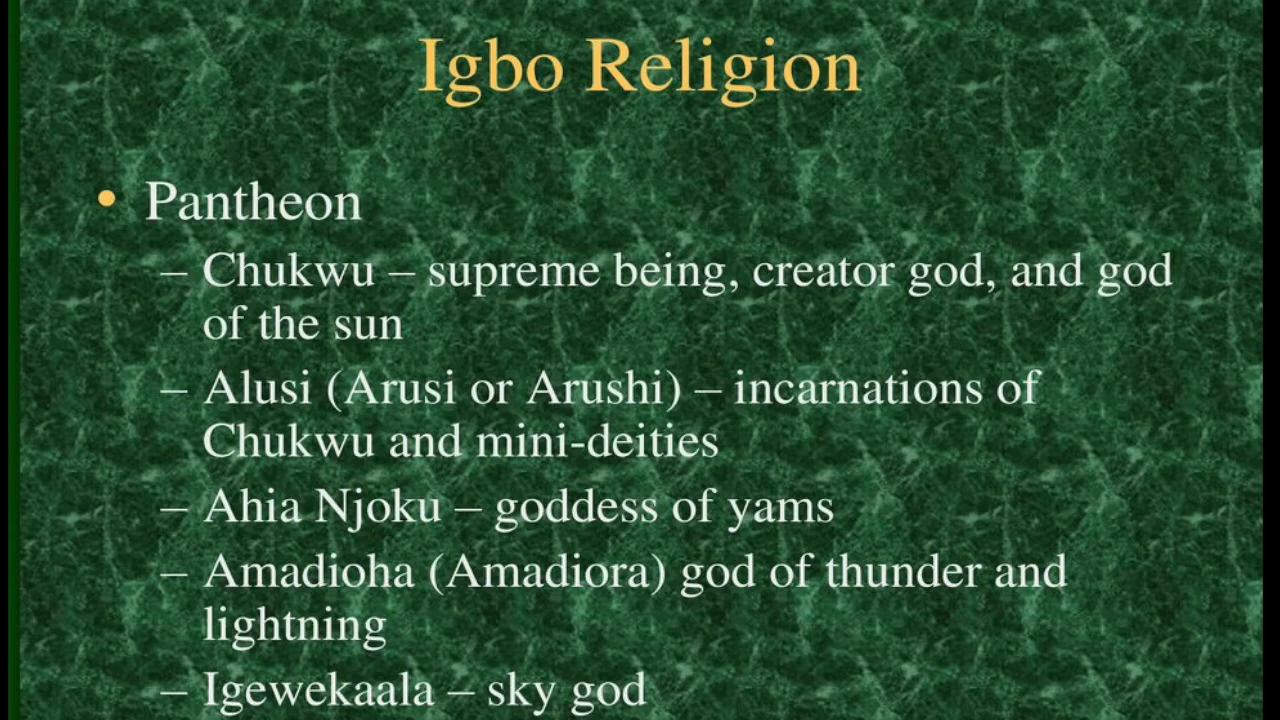 Igbo Religion
• Pantheon
– Chukwu – supreme being, creator god, and god
of the sun
– Alusi (Arusi or Arushi) – incarnations of
Chukwu and mini-deities
– Ahia Njoku – goddess of yams
– Amadioha (Amadiora) god of thunder and
lightning
– Igewekaala – sky god